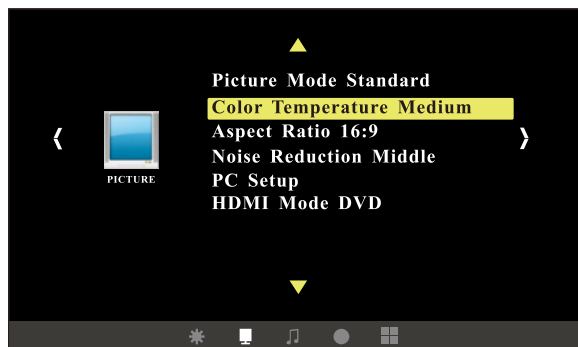 Picture Mode Standard
Color Temperature Medium
Aspect Ratio 16:9
Noise Reduction Middle
PICTURE
PC Setup
HDMI Mode DVD